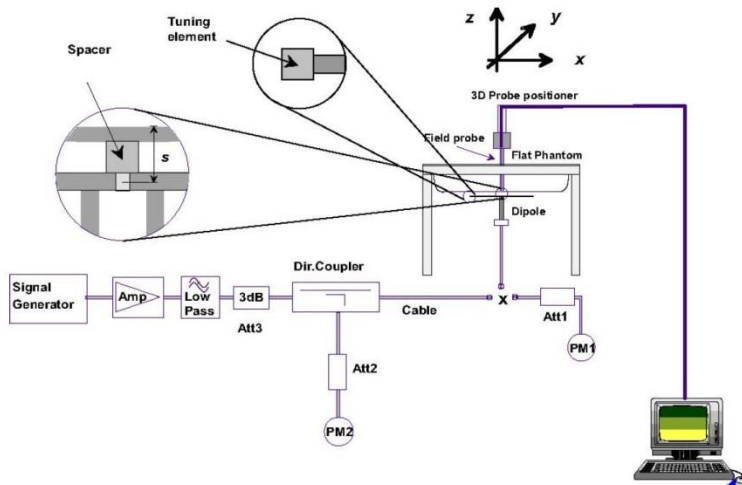 Tuning
element
Spacer
s
z
y
x
3D Probe positioner
Field probe
Flat Phantom
Dipole
Signal
Generator
Amp
Low
Pass
3dB
Att3
Dir.Coupler
Cable
x
Att1
PM1
Att2
PM2